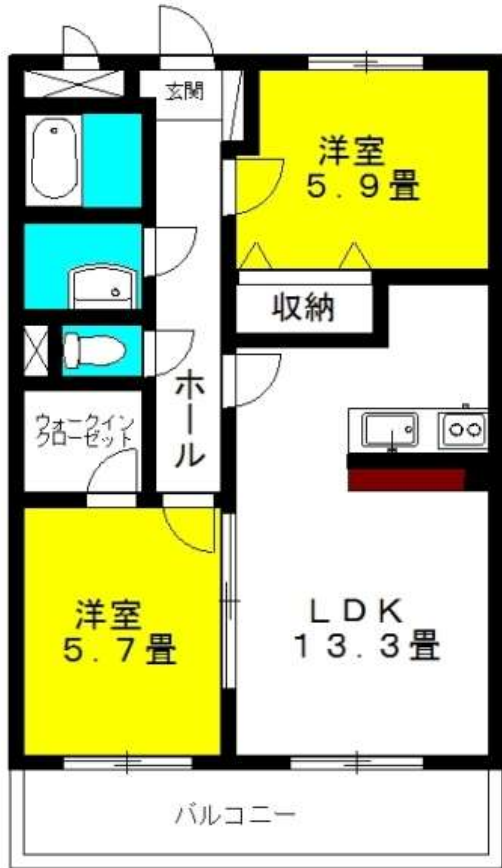 玄関
洋室
5.9畳
収納
ホール
ウォークイン
クローゼット
洋室
5.7畳
LDK
13.3畳
バルコニー